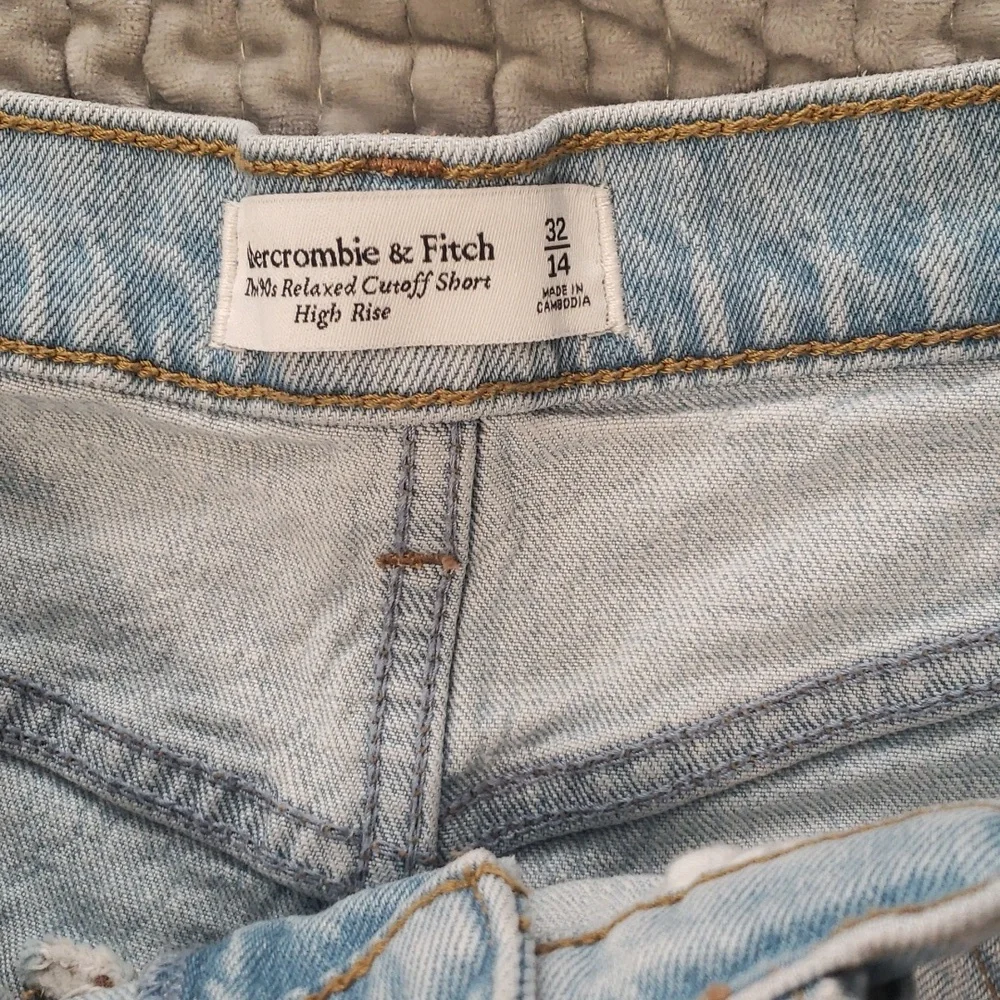 Abercrombie & Fitch
The 90s Relaxed Cutoff Short
High Rise
32
14
MADE IN
CAMBODIA